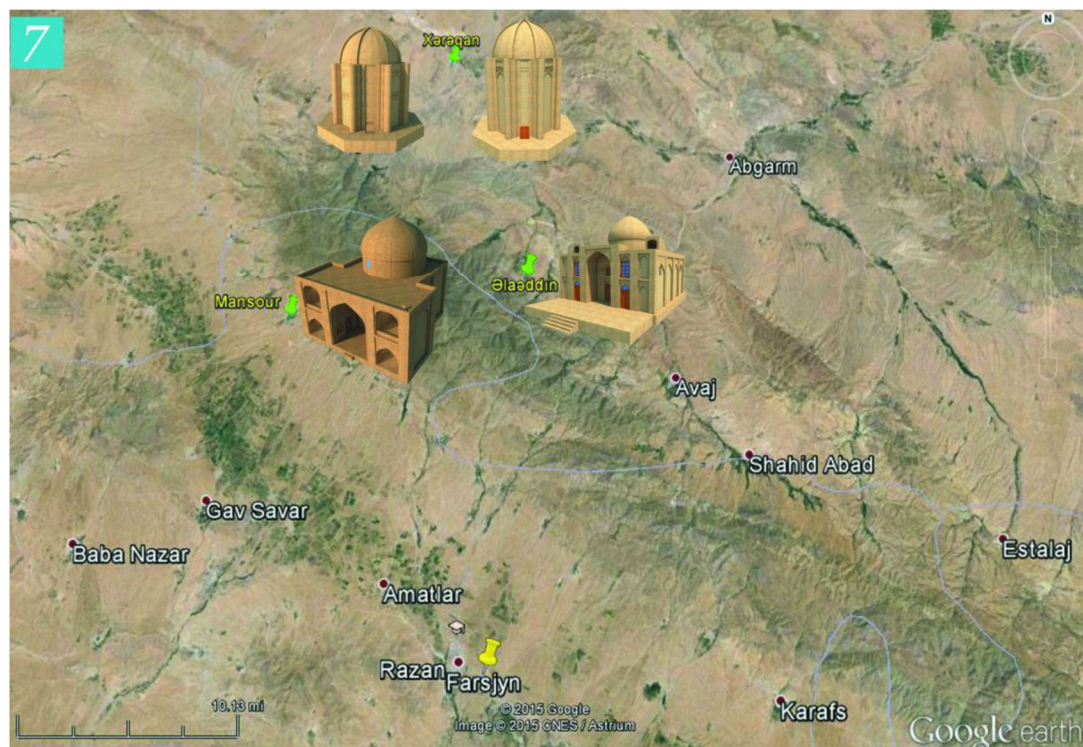 7
Xərəqan
N
Abgarm
Əlaəddin
Mansour
Avaj
Shahid Abad
Gav Savar
Baba Nazar
Estalaj
Amatlar
Razan
Farsjyn
Karafs
10.13 mi
© 2015 Google
Image © 2015 CNES / Astrium
Google earth